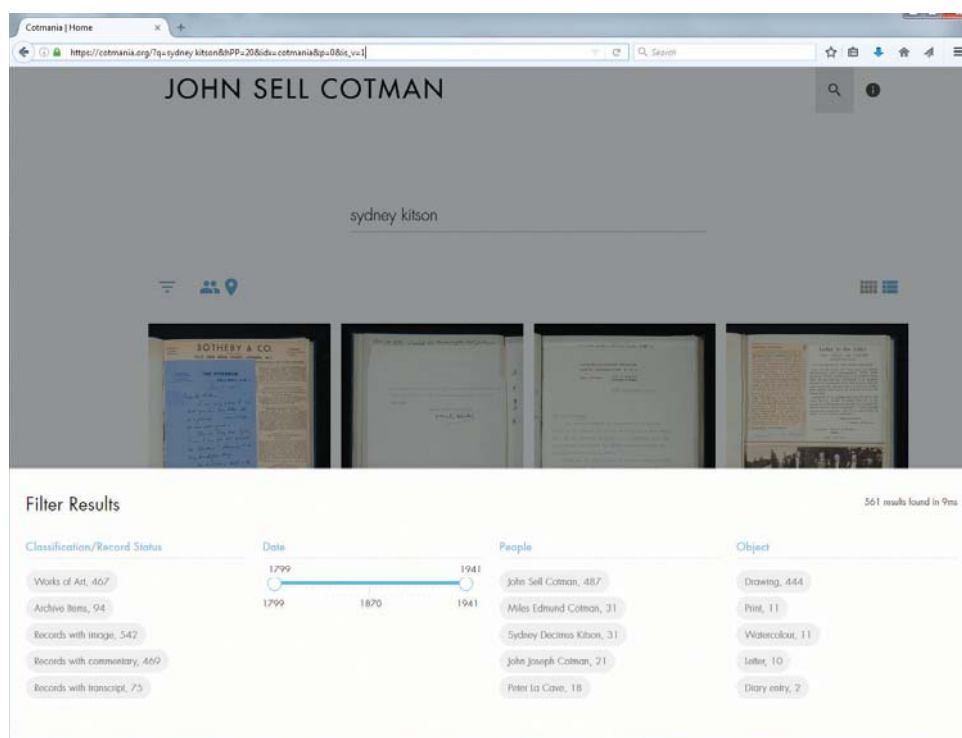 Cotmania | Home
https://cotmania.org/?q=sydney kitson&hPP=20&idx=cotmania&p=0&is_v=1
Search
JOHN SELL COTMAN
sydney kitson
SOTHEBY & CO.
Filter Results
561 results found in 9ms
Classification/Record Status
Works of Art, 467
Archive Items, 94
Records with image, 542
Records with commentary, 469
Records with transcript, 75
Date
1799 1941
1799 1870 1941
People
John Sell Cotman, 487
Miles Edmund Cotman, 31
Sydney Decimus Kitson, 31
John Joseph Cotman, 21
Peter La Cave, 18
Object
Drawing, 444
Print, 11
Watercolour, 11
Letter, 10
Diary entry, 2